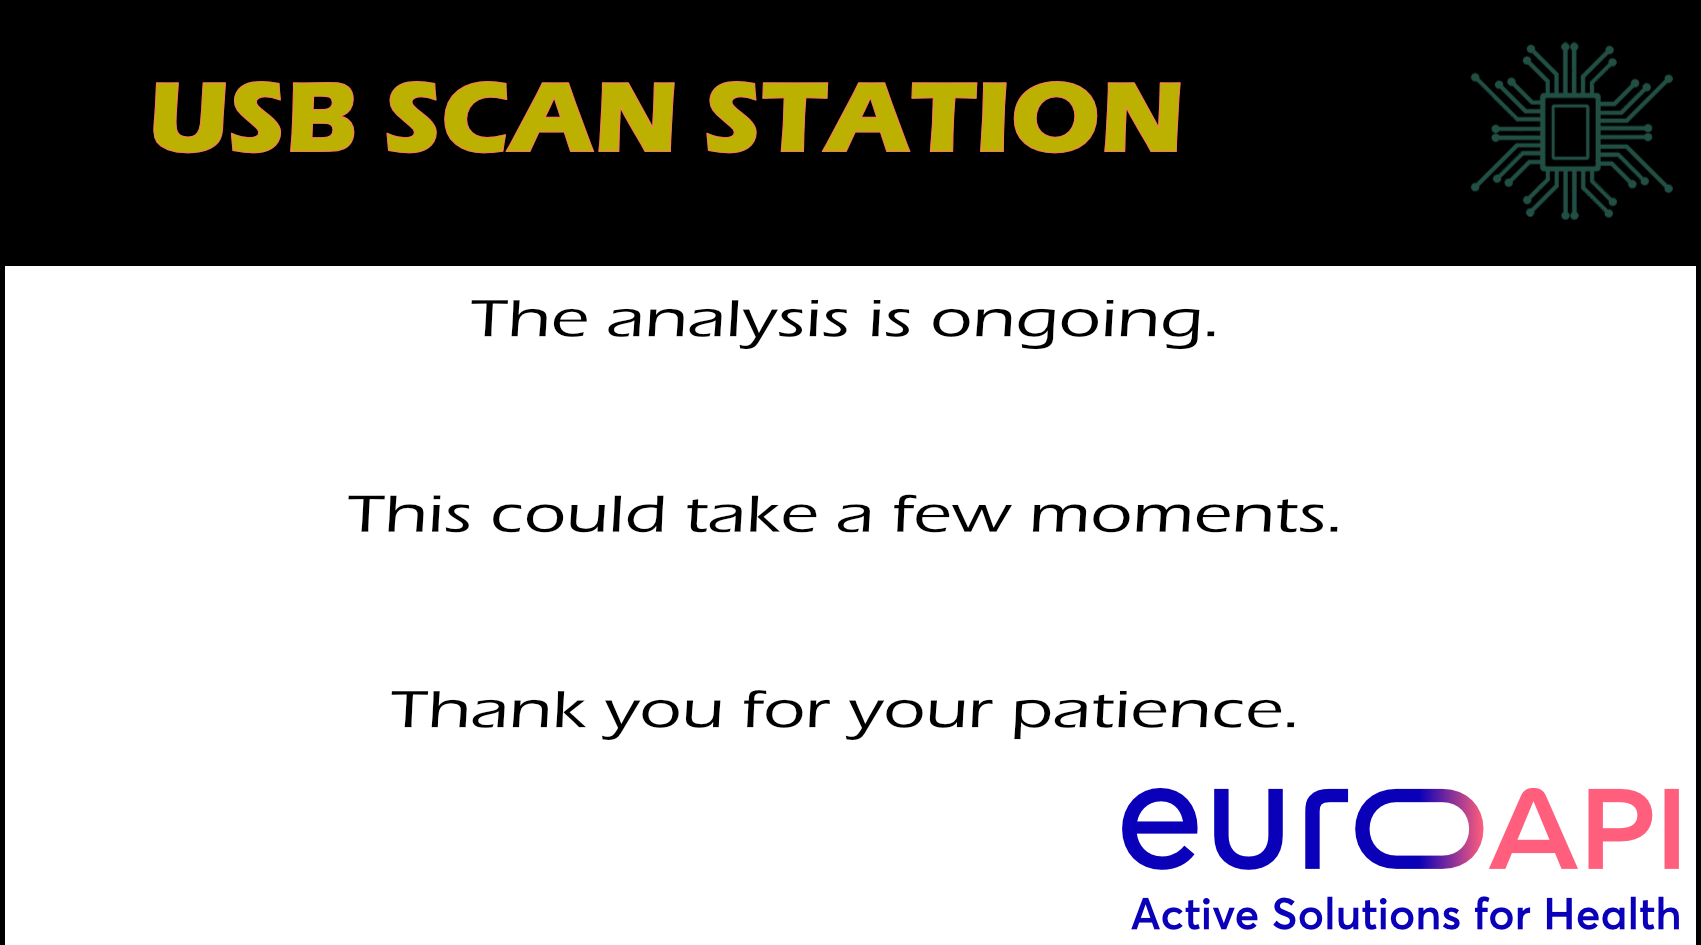 USB SCAN STATION
The analysis is ongoing.
This could take a few moments.
Thank you for your patience.
euroAPI
Active Solutions for Health